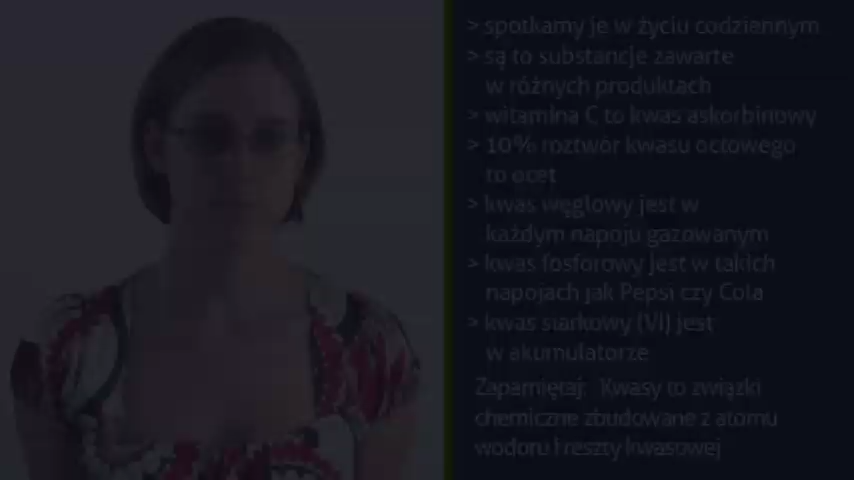 > spotkamy je w życiu codziennym
> są to substancje zawarte
w różnych produktach
> witamina C to kwas askorbinowy
> 10% roztwór kwasu octowego
to ocet
> kwas węglowy jest w
każdym napoju gazowanym
> kwas fosforowy jest w takich
napojach jak Pepsi czy Cola
> kwas siarkowy (VI) jest
w akumulatorze
Zapamiętaj: Kwasy to związki
chemiczne zbudowane z atomu
wodoru i reszty kwasowej